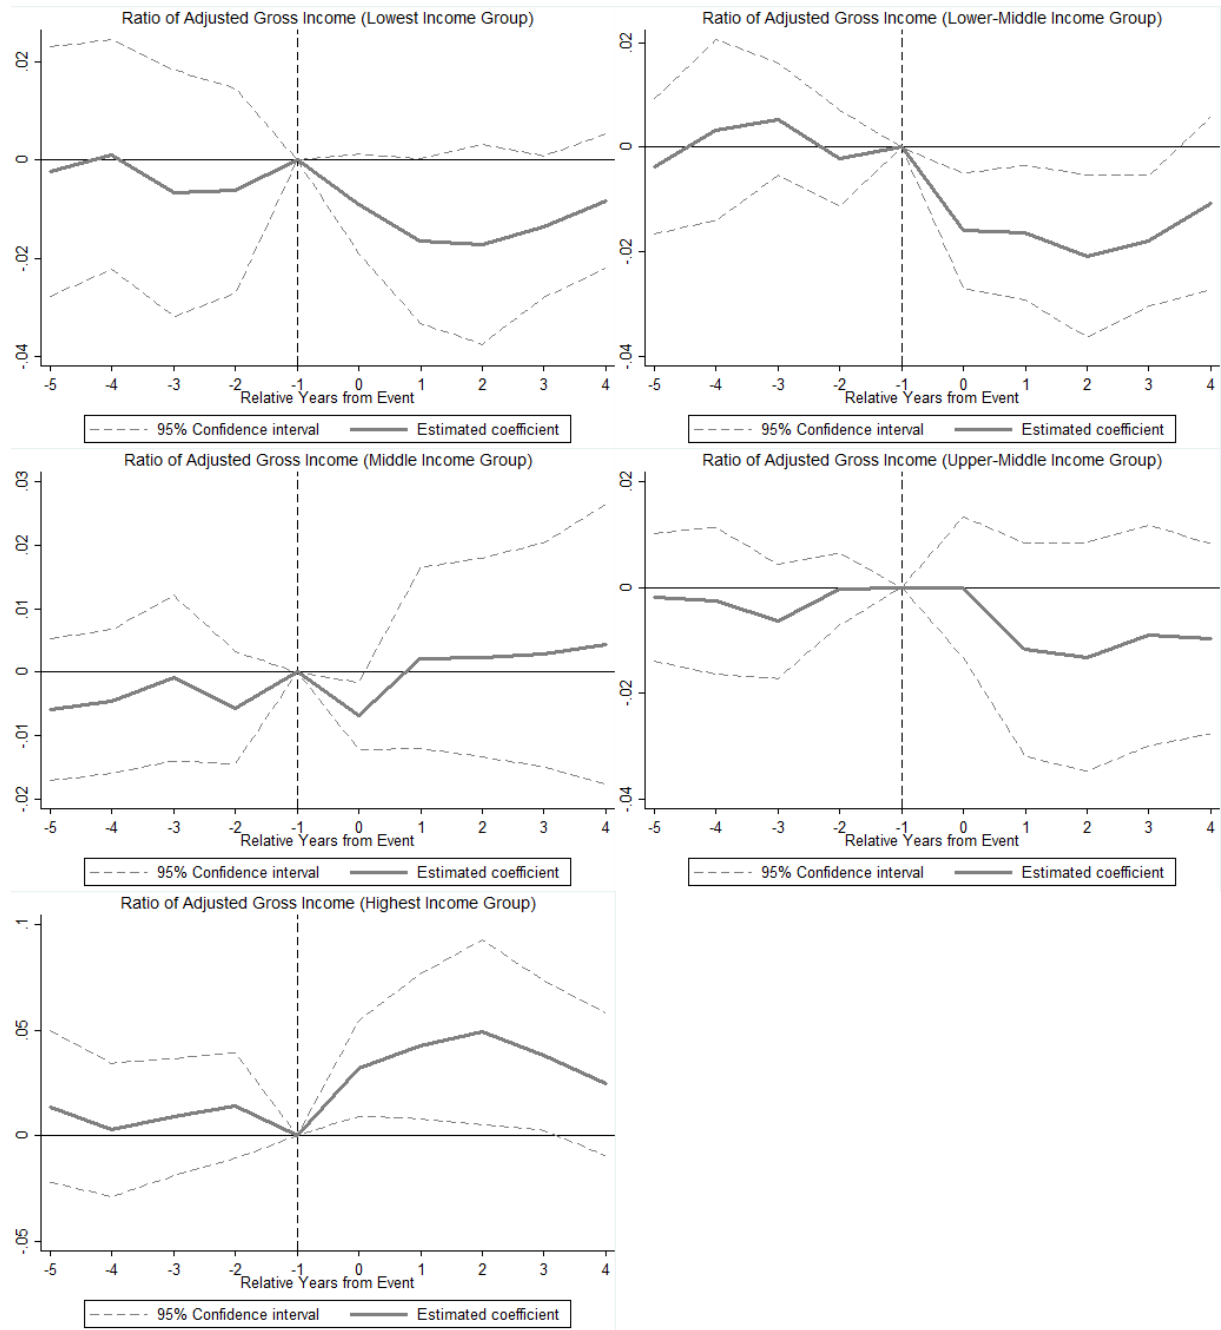 Ratio of Adjusted Gross Income (Lowest Income Group)
.02
0
-.02
-.04
-5 -4 -3 -2 -1 0 1 2 3 4
Relative Years from Event
95% Confidence interval Estimated coefficient
Ratio of Adjusted Gross Income (Lower-Middle Income Group)
.02
0
-.02
-.04
-5 -4 -3 -2 -1 0 1 2 3 4
Relative Years from Event
95% Confidence interval Estimated coefficient
Ratio of Adjusted Gross Income (Middle Income Group)
.03
.02
.01
0
-.01
-.02
-5 -4 -3 -2 -1 0 1 2 3 4
Relative Years from Event
95% Confidence interval Estimated coefficient
Ratio of Adjusted Gross Income (Upper-Middle Income Group)
.02
0
-.02
-.04
-5 -4 -3 -2 -1 0 1 2 3 4
Relative Years from Event
95% Confidence interval Estimated coefficient
Ratio of Adjusted Gross Income (Highest Income Group)
.1
.05
0
-.05
-5 -4 -3 -2 -1 0 1 2 3 4
Relative Years from Event
95% Confidence interval Estimated coefficient